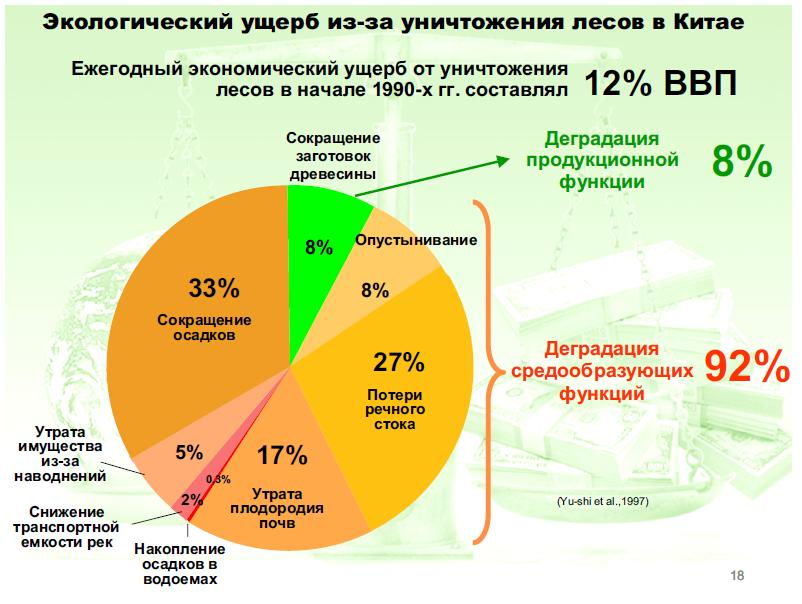 Экологический ущерб из-за уничтожения лесов в Китае
Ежегодный экономический ущерб от уничтожения
лесов в начале 1990-х гг. составлял
12% ВВП
Сокращение
заготовок
древесины
Деградация
продукционной
функции
8%
8%
Опустынивание
8%
33%
Сокращение
осадков
27%
Потери
речного
стока
Деградация
средообразующих
функций
92%
Утрата
имущества
из-за
наводнений
5%
17%
Утрата
плодородия
почв
0.3%
2%
Снижение
транспортной
емкости рек
Накопление
осадков в
водоемах
(Yu-shi et al.,1997)
18